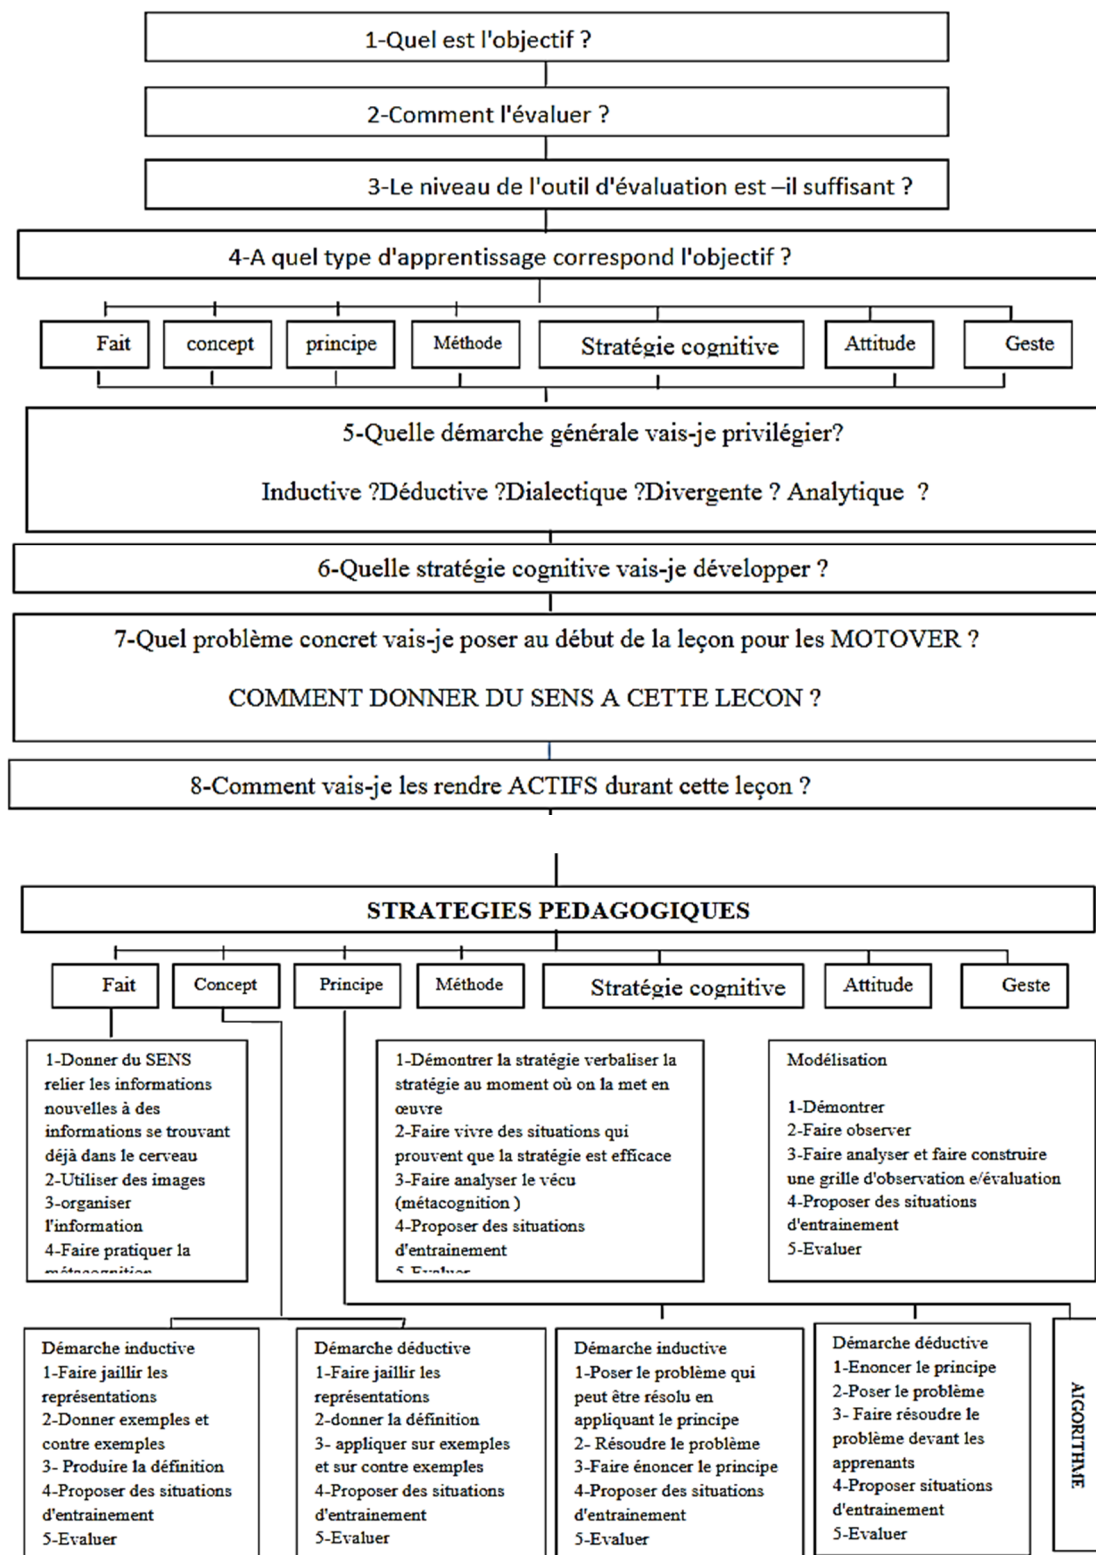 1-Quel est l'objectif ?
2-Comment l'évaluer ?
3-Le niveau de l'outil d'évaluation est –il suffisant ?
4-A quel type d'apprentissage correspond l'objectif ?
Fait
concept
principe
Méthode
Stratégie cognitive
Attitude
Geste
5-Quelle démarche générale vais-je privilégier?
Inductive ?Déductive ?Dialectique ?Divergente ? Analytique ?
6-Quelle stratégie cognitive vais-je développer ?
7-Quel problème concret vais-je poser au début de la leçon pour les MOTOVER ?
COMMENT DONNER DU SENS A CETTE LECON ?
8-Comment vais-je les rendre ACTIFS durant cette leçon ?
STRATEGIES PEDAGOGIQUES
Fait
Concept
Principe
Méthode
Stratégie cognitive
Attitude
Geste
1-Donner du SENS
relier les informations
nouvelles à des
informations se trouvant
déjà dans le cerveau
2-Utiliser des images
3-organiser
l'information
4-Faire pratiquer la
métacognition
1-Démontrer la stratégie verbaliser la
stratégie au moment où on la met en
œuvre
2-Faire vivre des situations qui
prouvent que la stratégie est efficace
3-Faire analyser le vécu
(métacognition )
4-Proposer des situations
d'entrainement
5-Evaluer
Modélisation
1-Démontrer
2-Faire observer
3-Faire analyser et faire construire
une grille d'observation e/évaluation
4-Proposer des situations
d'entrainement
5-Evaluer
Démarche inductive
1-Faire jaillir les
représentations
2-Donner exemples et
contre exemples
3- Produire la définition
4-Proposer des situations
d'entrainement
5-Evaluer
Démarche déductive
1-Faire jaillir les
représentations
2-donner la définition
3- appliquer sur exemples
et sur contre exemples
4-Proposer des situations
d'entrainement
5-Evaluer
Démarche inductive
1-Poser le problème qui
peut être résolu en
appliquant le principe
2- Résoudre le problème
3-Faire énoncer le principe
4-Proposer des situations
d'entrainement
5-Evaluer
Démarche déductive
1-Enoncer le principe
2-Poser le problème
3- Faire résoudre le
problème devant les
apprenants
4-Proposer situations
d'entrainement
5-Evaluer
AIGORITHME